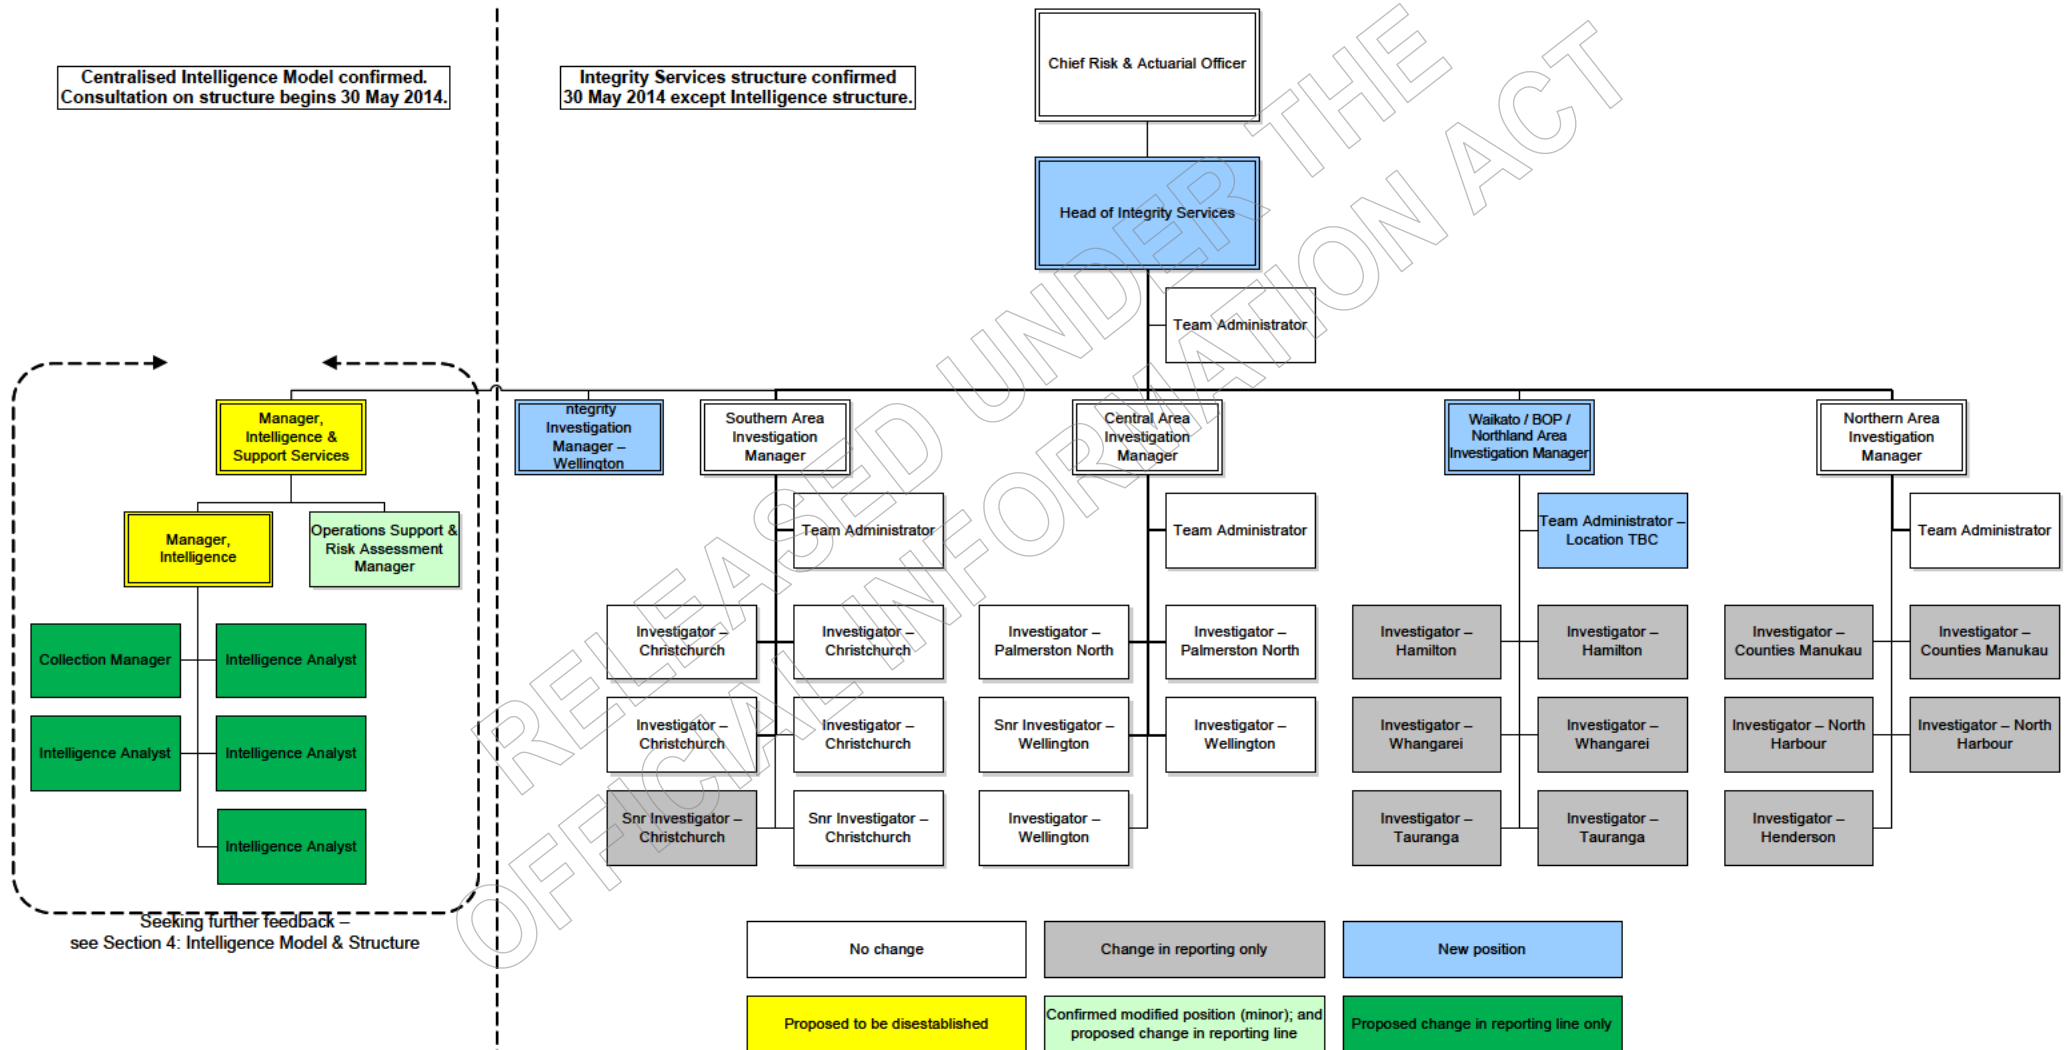 Centralised Intelligence Model confirmed.
Consultation on structure begins 30 May 2014.
Integrity Services structure confirmed
30 May 2014 except Intelligence structure.
Chief Risk & Actuarial Officer
Head of Integrity Services
Team Administrator
Manager,
Intelligence &
Support Services
ntegrity
Investigation
Manager –
Wellington
Southern Area
Investigation
Manager
Central Area
Investigation
Manager
Waikato / BOP /
Northland Area
Investigation Manager
Northern Area
Investigation
Manager
Manager,
Intelligence
Operations Support &
Risk Assessment
Manager
Team Administrator
Team Administrator
Team Administrator –
Location TBC
Team Administrator
Collection Manager
Intelligence Analyst
Intelligence Analyst
Intelligence Analyst
Intelligence Analyst
Investigator –
Christchurch
Investigator –
Christchurch
Investigator –
Christchurch
Investigator –
Christchurch
Snr Investigator –
Christchurch
Snr Investigator –
Christchurch
Investigator –
Palmerston North
Investigator –
Palmerston North
Snr Investigator –
Wellington
Investigator –
Wellington
Investigator –
Wellington
Investigator –
Hamilton
Investigator –
Hamilton
Investigator –
Whangarei
Investigator –
Whangarei
Investigator –
Tauranga
Investigator –
Tauranga
Investigator –
Counties Manukau
Investigator –
Counties Manukau
Investigator – North
Harbour
Investigator – North
Harbour
Investigator –
Henderson
Seeking further feedback –
see Section 4: Intelligence Model & Structure
No change
Change in reporting only
New position
Proposed to be disestablished
Confirmed modified position (minor); and
proposed change in reporting line
Proposed change in reporting line only
RELEASED UNDER THE
OFFICIAL INFORMATION ACT